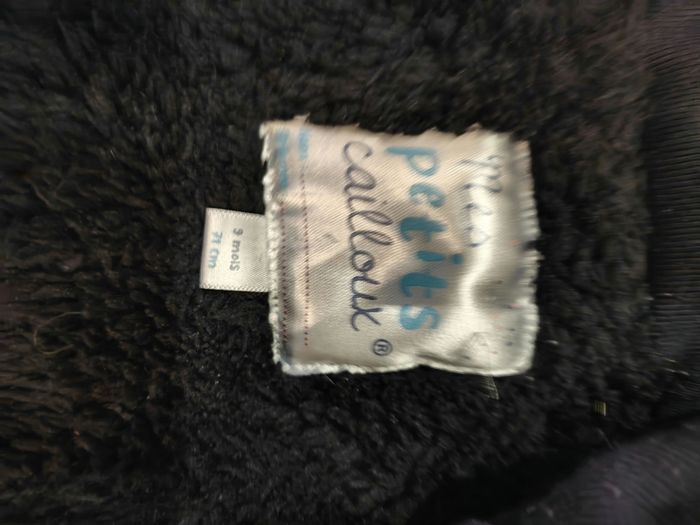 Mes
petits
cailloux®
9 mois
71 cm